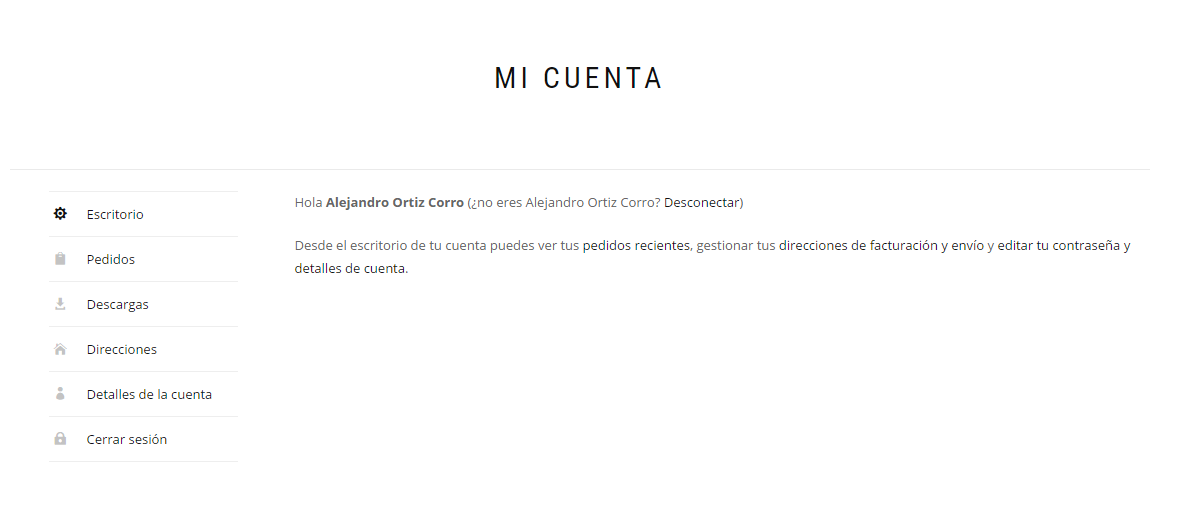 MI CUENTA
Escritorio
Pedidos
Descargas
Direcciones
Detalles de la cuenta
Cerrar sesión
Hola Alejandro Ortiz Corro (¿no eres Alejandro Ortiz Corro? Desconectar)
Desde el escritorio de tu cuenta puedes ver tus pedidos recientes, gestionar tus direcciones de facturación y envío y editar tu contraseña y
detalles de cuenta.